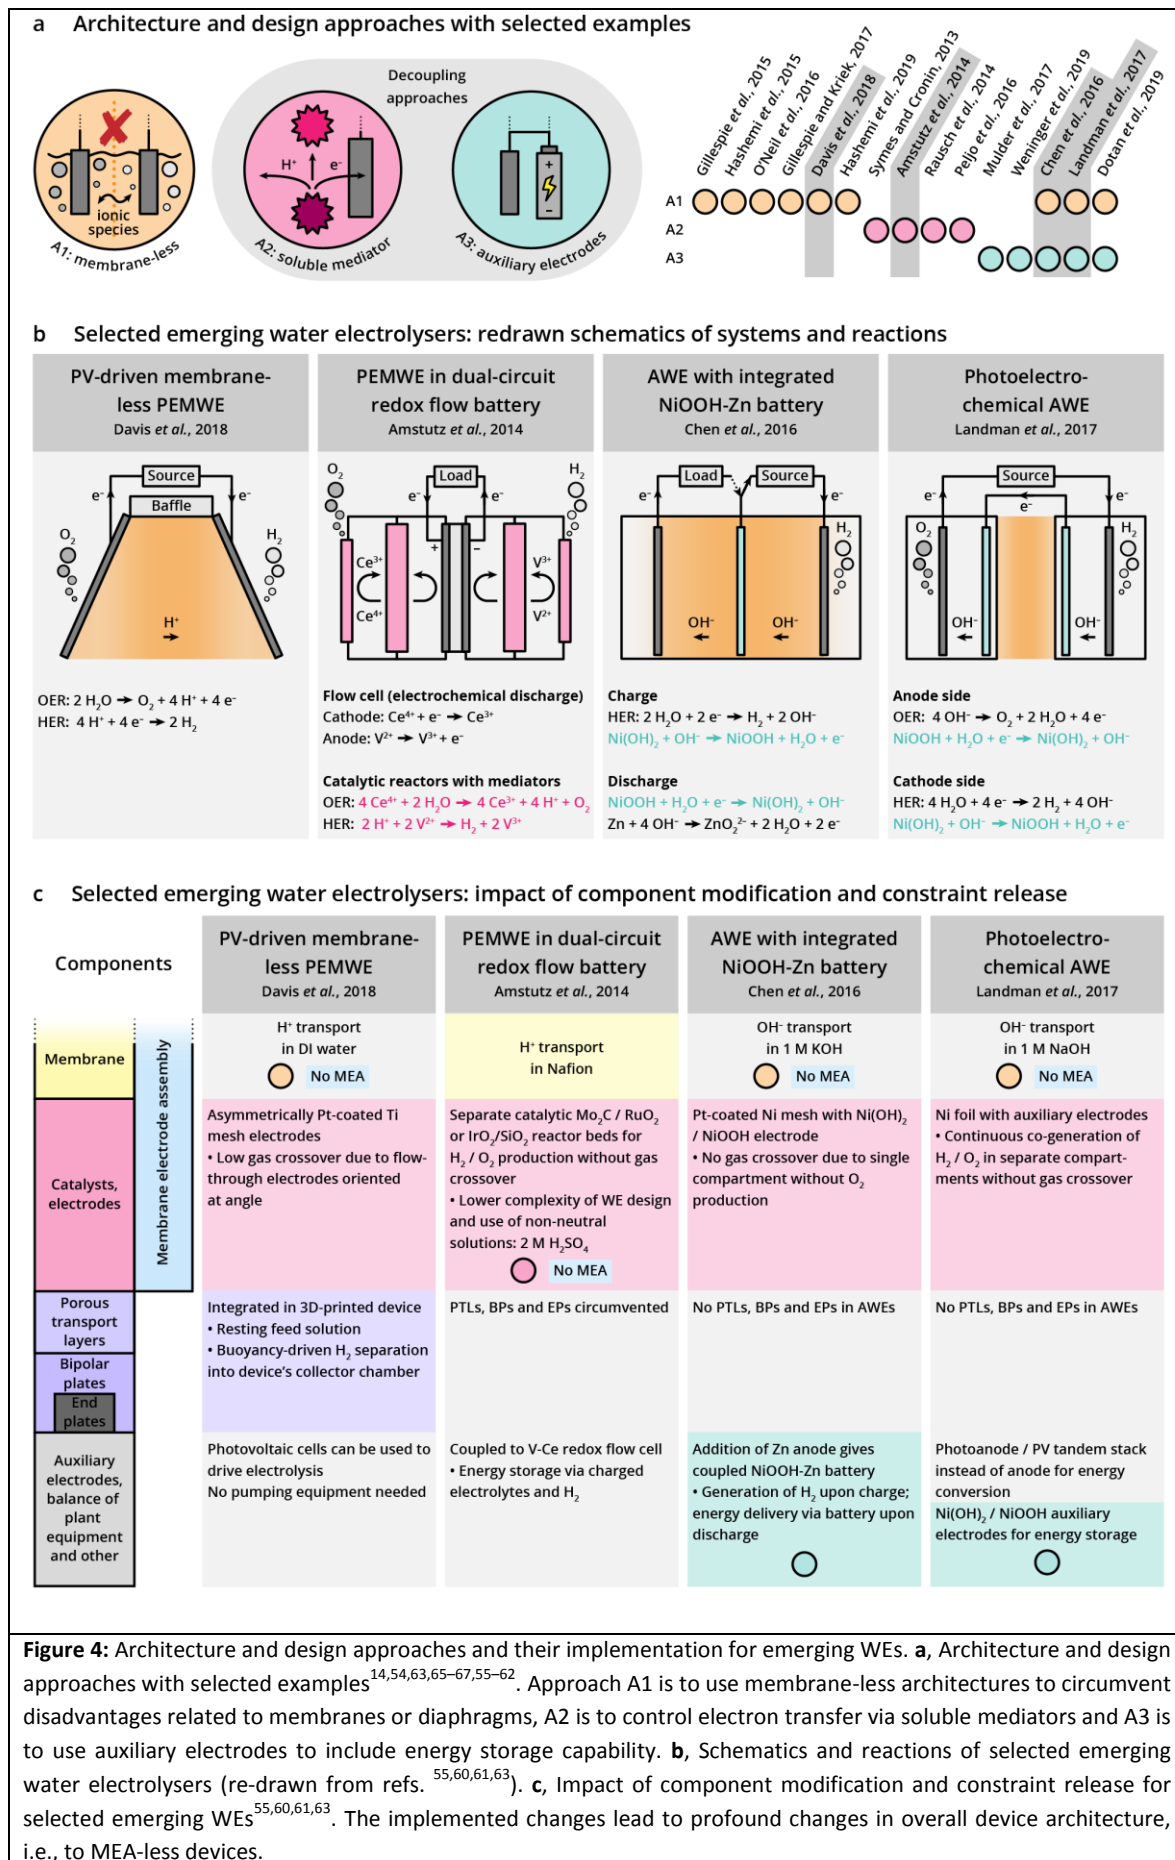 a Architecture and design approaches with selected examples
Decoupling
approaches
H⁺
e⁻
ionic
species
A1: membrane-less
A2: soluble mediator
A3: auxiliary electrodes
Gillespie et al., 2015
Hashemi et al., 2015
O'Neil et al., 2016
Gillespie and Kriek, 2017
Davis et al., 2018
Hashemi et al., 2019
Symes and Cronin, 2013
Amstutz et al., 2014
Rausch et al., 2014
Peljo et al., 2016
Mulder et al., 2017
Weninger et al., 2019
Chen et al., 2016
Landman et al., 2017
Dotan et al., 2019
A1
A2
A3
b Selected emerging water electrolysers: redrawn schematics of systems and reactions
PV-driven membrane-
less PEMWE
Davis et al., 2018
O₂
Source
e⁻
e⁻
Baffle
H₂
H⁺
OER: 2 H₂O → O₂ + 4 H⁺ + 4 e⁻
HER: 4 H⁺ + 4 e⁻ → 2 H₂
PEMWE in dual-circuit
redox flow battery
Amstutz et al., 2014
O₂
Load
e⁻
e⁻
H₂
+
−
Ce³⁺
Ce⁴⁺
V³⁺
V²⁺
Flow cell (electrochemical discharge)
Cathode: Ce⁴⁺ + e⁻ → Ce³⁺
Anode: V²⁺ → V³⁺ + e⁻
Catalytic reactors with mediators
OER: 4 Ce⁴⁺ + 2 H₂O → 4 Ce³⁺ + 4 H⁺ + O₂
HER: 2 H⁺ + 2 V²⁺ → H₂ + 2 V³⁺
AWE with integrated
NiOOH-Zn battery
Chen et al., 2016
Load
Source
e⁻
e⁻
H₂
OH⁻
OH⁻
Charge
HER: 2 H₂O + 2 e⁻ → H₂ + 2 OH⁻
Ni(OH)₂ + OH⁻ → NiOOH + H₂O + e⁻
Discharge
NiOOH + H₂O + e⁻ → Ni(OH)₂ + OH⁻
Zn + 4 OH⁻ → ZnO₂²⁻ + 2 H₂O + 2 e⁻
Photoelectro-
chemical AWE
Landman et al., 2017
Source
e⁻
e⁻
e⁻
O₂
H₂
OH⁻
OH⁻
Anode side
OER: 4 OH⁻ → O₂ + 2 H₂O + 4 e⁻
NiOOH + H₂O + e⁻ → Ni(OH)₂ + OH⁻
Cathode side
HER: 4 H₂O + 4 e⁻ → 2 H₂ + 4 OH⁻
Ni(OH)₂ + OH⁻ → NiOOH + H₂O + e⁻
c Selected emerging water electrolysers: impact of component modification and constraint release
Components
Membrane
Membrane electrode assembly
Catalysts,
electrodes
Porous
transport
layers
Bipolar
plates
End
plates
Auxiliary
electrodes,
balance of
plant
equipment
and other
PV-driven membrane-
less PEMWE
Davis et al., 2018
H⁺ transport
in DI water
No MEA
Asymmetrically Pt-coated Ti
mesh electrodes
• Low gas crossover due to flow-
through electrodes oriented
at angle
Integrated in 3D-printed device
• Resting feed solution
• Buoyancy-driven H₂ separation
into device's collector chamber
Photovoltaic cells can be used to
drive electrolysis
No pumping equipment needed
PEMWE in dual-circuit
redox flow battery
Amstutz et al., 2014
H⁺ transport
in Nafion
Separate catalytic Mo₂C / RuO₂
or IrO₂/SiO₂ reactor beds for
H₂ / O₂ production without gas
crossover
• Lower complexity of WE design
and use of non-neutral
solutions: 2 M H₂SO₄
No MEA
PTLs, BPs and EPs circumvented
Coupled to V-Ce redox flow cell
• Energy storage via charged
electrolytes and H₂
AWE with integrated
NiOOH-Zn battery
Chen et al., 2016
OH⁻ transport
in 1 M KOH
No MEA
Pt-coated Ni mesh with Ni(OH)₂
/ NiOOH electrode
• No gas crossover due to single
compartment without O₂
production
No PTLs, BPs and EPs in AWEs
Addition of Zn anode gives
coupled NiOOH-Zn battery
• Generation of H₂ upon charge;
energy delivery via battery upon
discharge
Photoelectro-
chemical AWE
Landman et al., 2017
OH⁻ transport
in 1 M NaOH
No MEA
Ni foil with auxiliary electrodes
• Continuous co-generation of
H₂ / O₂ in separate compart-
ments without gas crossover
No PTLs, BPs and EPs in AWEs
Photoanode / PV tandem stack
instead of anode for energy
conversion
Ni(OH)₂ / NiOOH auxiliary
electrodes for energy storage
Figure 4: Architecture and design approaches and their implementation for emerging WEs. a, Architecture and design
approaches with selected examples¹⁴,⁵⁴,⁶³,⁶⁵⁻⁶⁷,⁵⁵⁻⁶². Approach A1 is to use membrane-less architectures to circumvent
disadvantages related to membranes or diaphragms, A2 is to control electron transfer via soluble mediators and A3 is
to use auxiliary electrodes to include energy storage capability. b, Schematics and reactions of selected emerging
water electrolysers (re-drawn from refs. ⁵⁵,⁶⁰,⁶¹,⁶³). c, Impact of component modification and constraint release for
selected emerging WEs⁵⁵,⁶⁰,⁶¹,⁶³. The implemented changes lead to profound changes in overall device architecture,
i.e., to MEA-less devices.